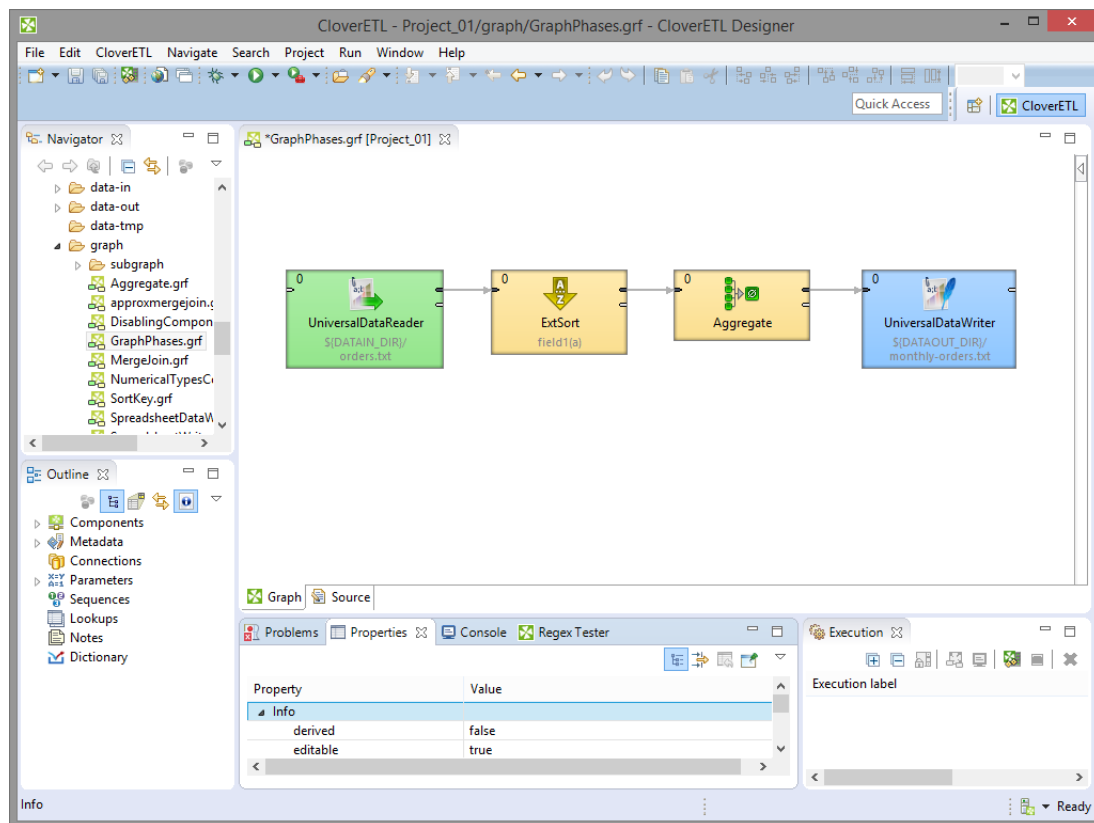 CloverETL - Project_01/graph/GraphPhases.grf - CloverETL Designer
File Edit CloverETL Navigate Search Project Run Window Help
Quick Access
CloverETL
Navigator
data-in
data-out
data-tmp
graph
subgraph
Aggregate.grf
approxmergejoin.g
DisablingCompon
GraphPhases.grf
MergeJoin.grf
NumericalTypesC
SortKey.grf
SpreadsheetDataW
Outline
Components
Metadata
Connections
Parameters
Sequences
Lookups
Notes
Dictionary
*GraphPhases.grf [Project_01]
0
UniversalDataReader
${DATAIN_DIR}/
orders.txt
0
ExtSort
field1(a)
0
Aggregate
0
UniversalDataWriter
${DATAOUT_DIR}/
monthly-orders.txt
Graph Source
Problems Properties Console Regex Tester
Property Value
Info
derived false
editable true
Execution
Execution label
Info
Ready